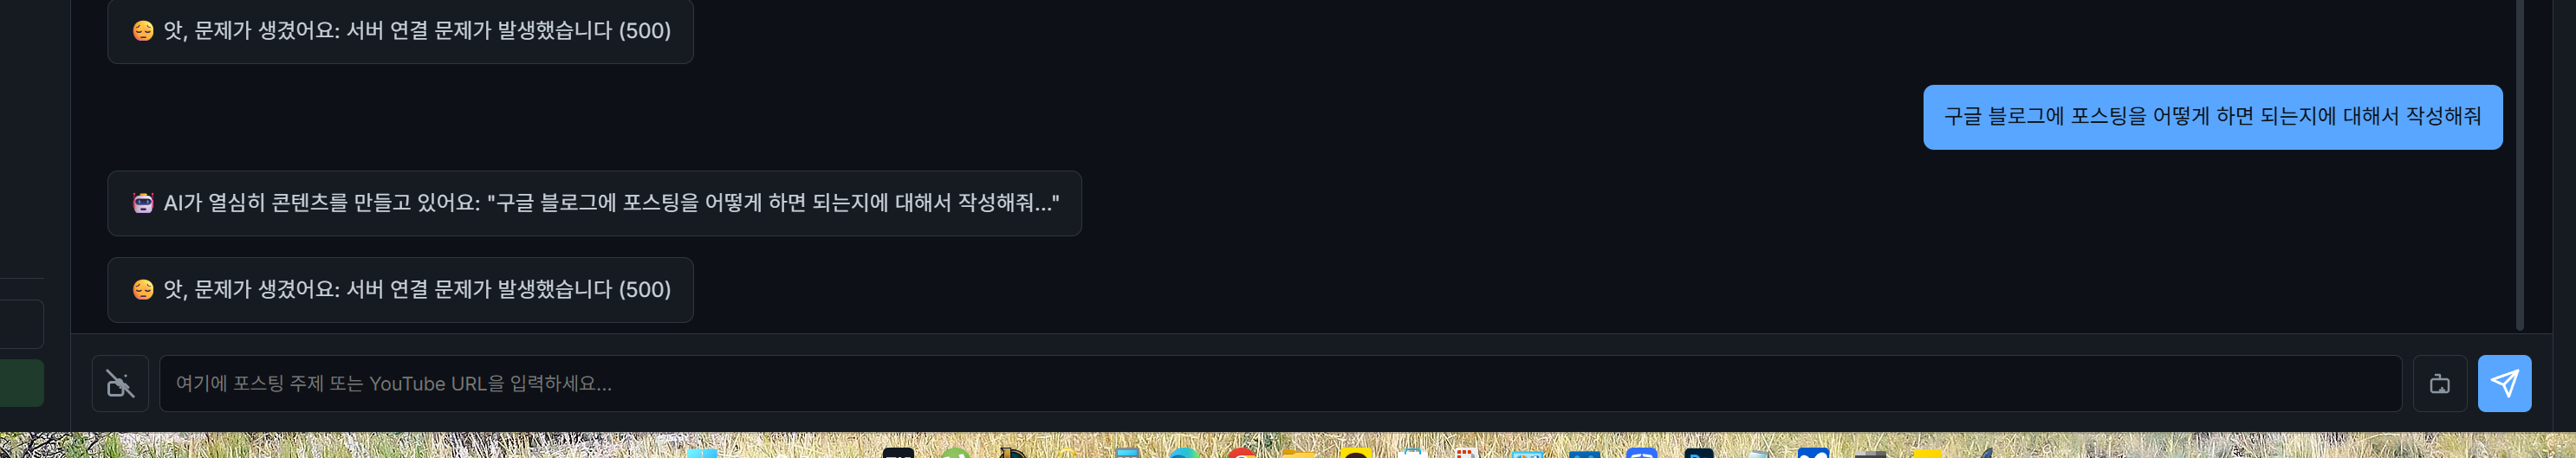 😔 앗, 문제가 생겼어요: 서버 연결 문제가 발생했습니다 (500)
구글 블로그에 포스팅을 어떻게 하면 되는지에 대해서 작성해줘
🤖 AI가 열심히 콘텐츠를 만들고 있어요: "구글 블로그에 포스팅을 어떻게 하면 되는지에 대해서 작성해줘..."
😔 앗, 문제가 생겼어요: 서버 연결 문제가 발생했습니다 (500)
여기에 포스팅 주제 또는 YouTube URL을 입력하세요...